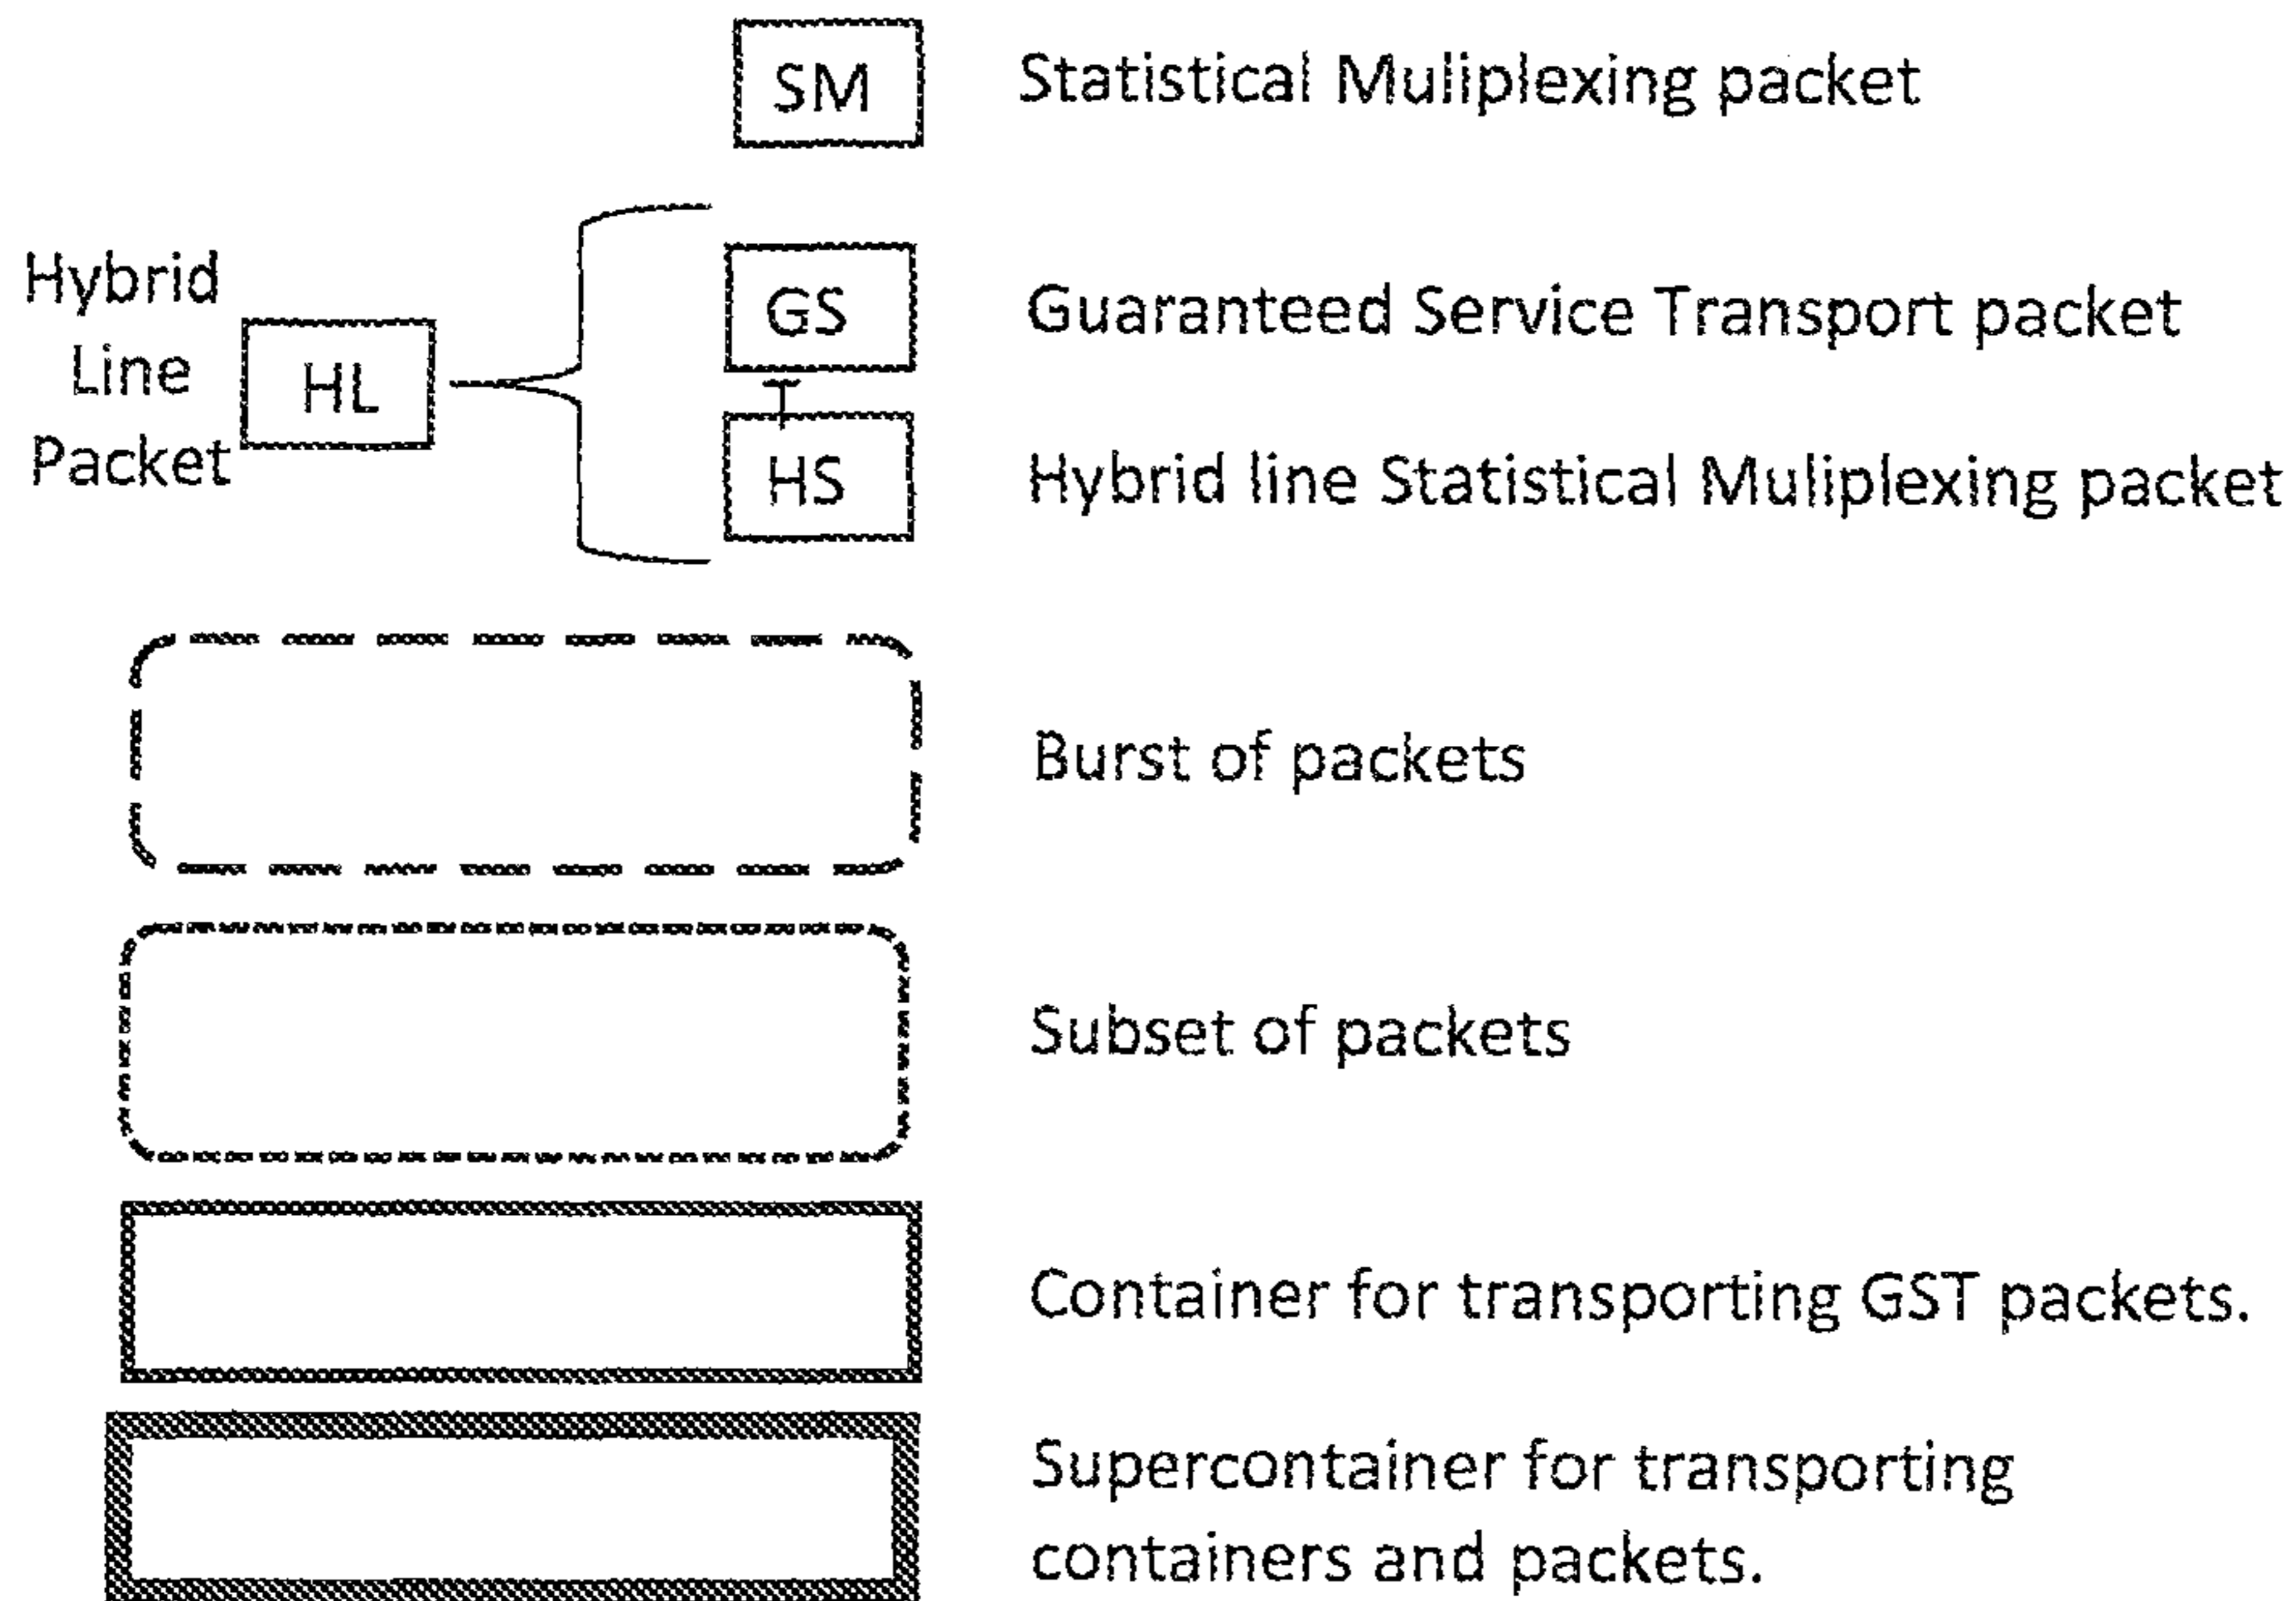 SM Statistical Muliplexing packet
Hybrid
Line
Packet
HL
GS Guaranteed Service Transport packet
T
HS Hybrid line Statistical Muliplexing packet
Burst of packets
Subset of packets
Container for transporting GST packets.
Supercontainer for transporting
containers and packets.